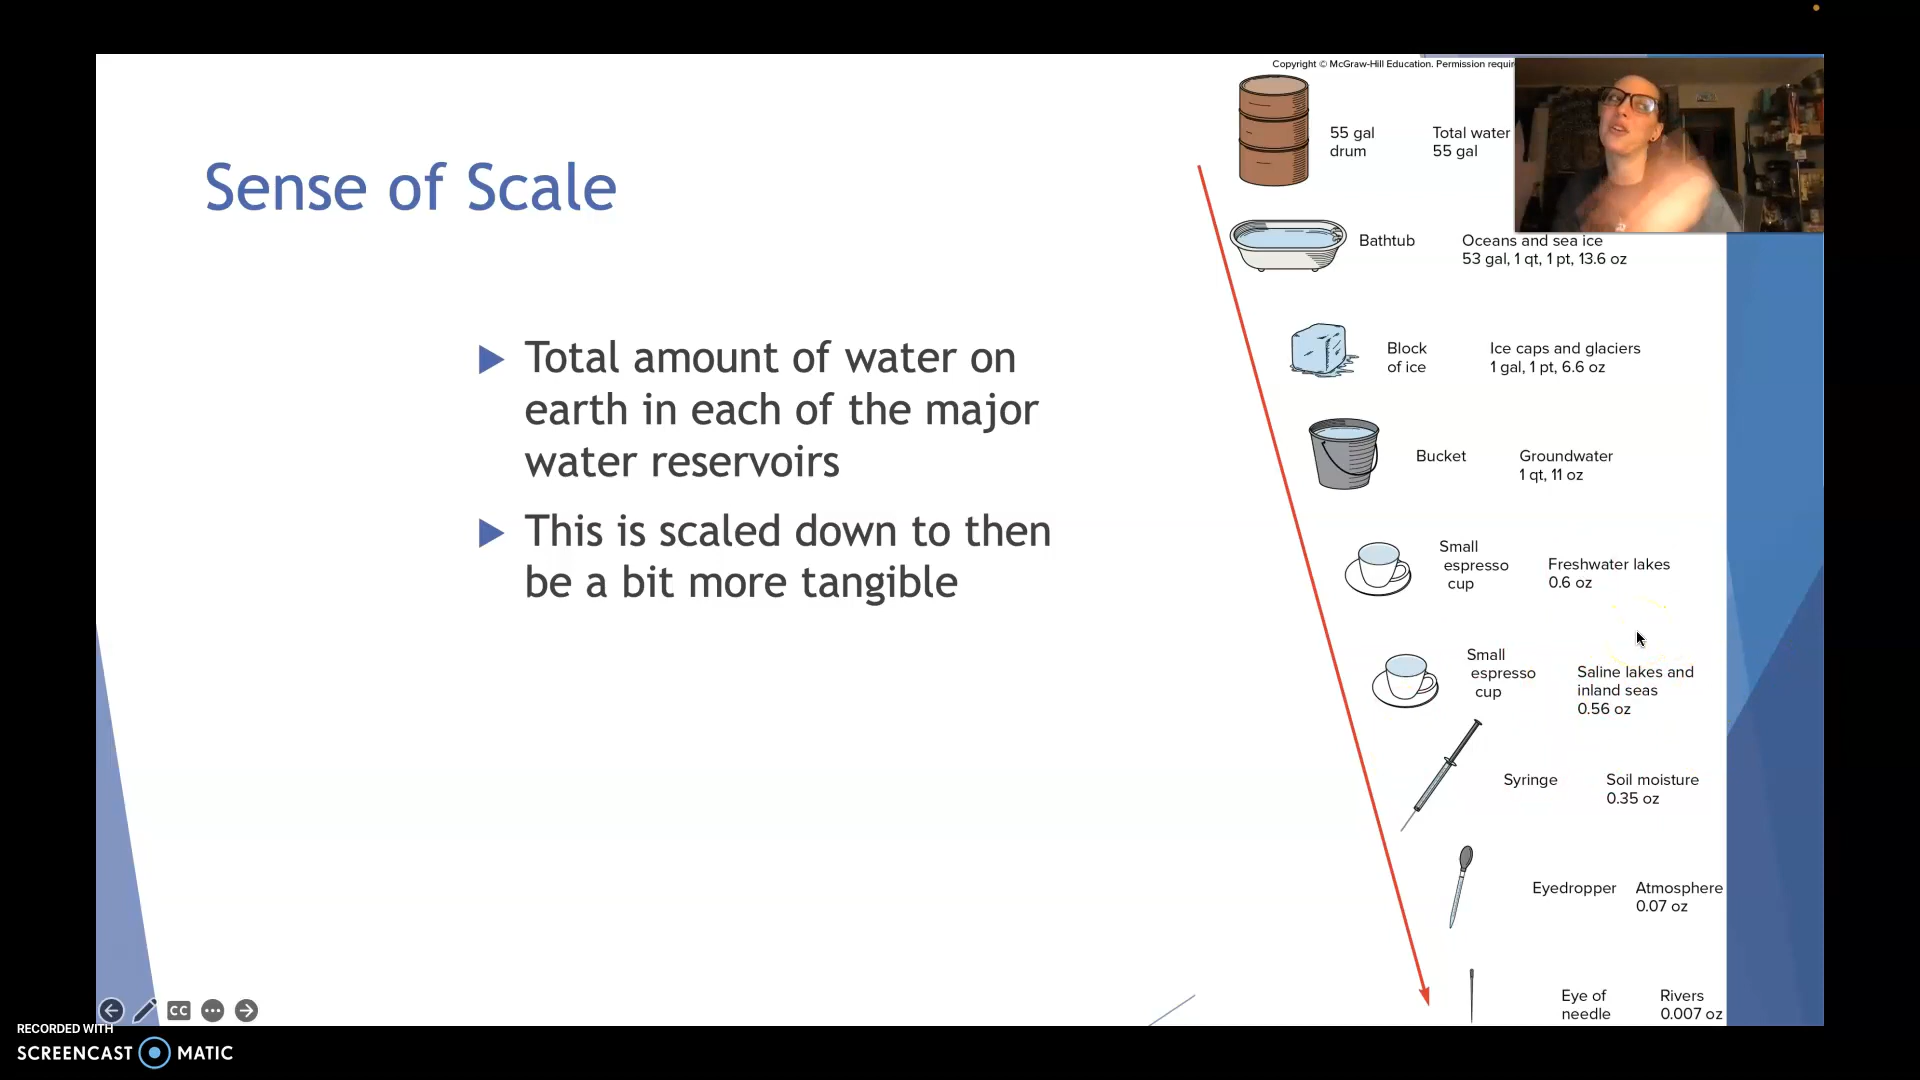 Copyright © McGraw-Hill Education. Permission
Sense of Scale
Total amount of water on
earth in each of the major
water reservoirs
This is scaled down to then
be a bit more tangible
55 gal
drum
Total water
55 gal
Bathtub
Oceans and sea ice
53 gal, 1 qt, 1 pt, 13.6 oz
Block
of ice
Ice caps and glaciers
1 gal, 1 pt, 6.6 oz
Bucket
Groundwater
1 qt, 11 oz
Small
espresso
cup
Freshwater lakes
0.6 oz
Small
espresso
cup
Saline lakes and
inland seas
0.56 oz
Syringe
Soil moisture
0.35 oz
Eyedropper
Atmosphere
0.07 oz
Eye of
needle
Rivers
0.007 oz
CC
RECORDED WITH
SCREENCAST MATIC